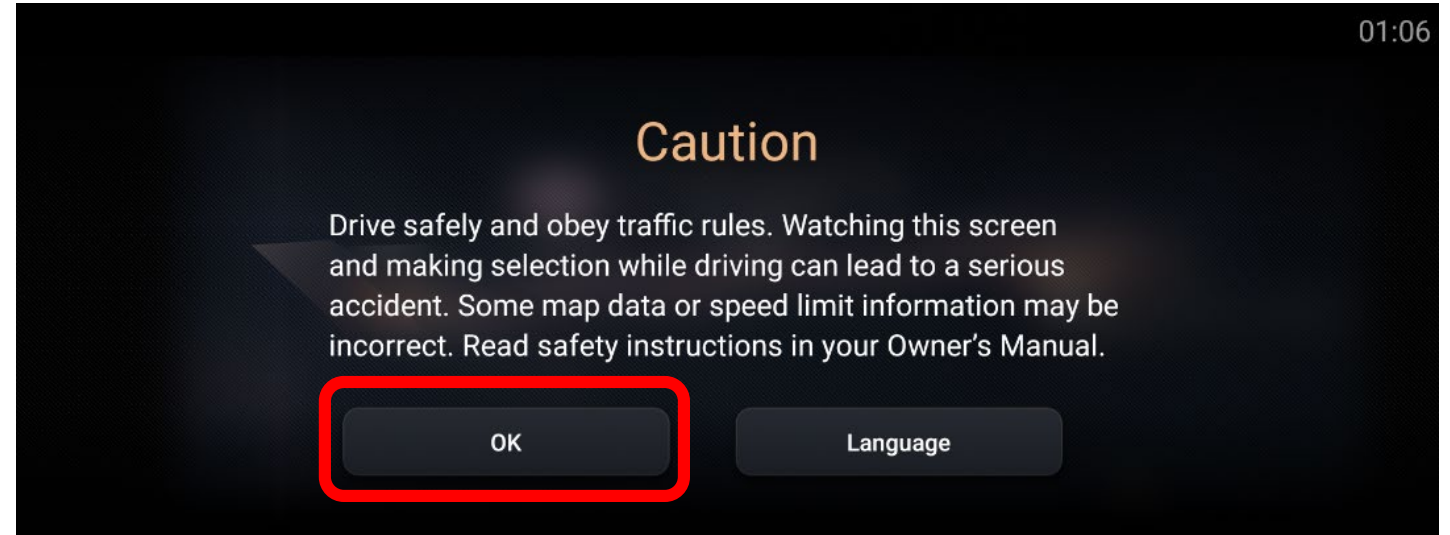 01:06
Caution
Drive safely and obey traffic rules. Watching this screen
and making selection while driving can lead to a serious
accident. Some map data or speed limit information may be
incorrect. Read safety instructions in your Owner’s Manual.
OK
Language